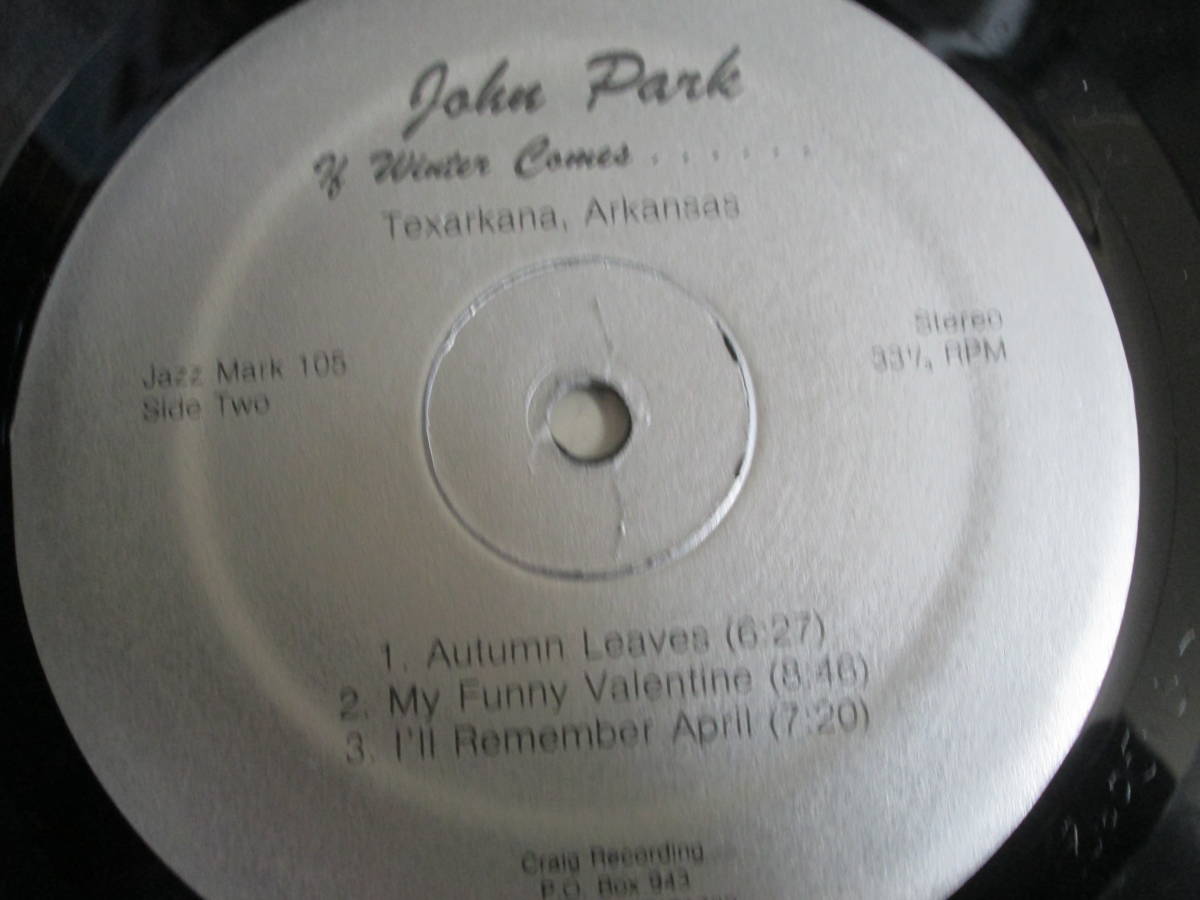 John Park
If Winter Comes . . . . . .
Texarkana, Arkansas
Jazz Mark 105
Side Two
Stereo
33⅓ RPM
1. Autumn Leaves (6:27)
2. My Funny Valentine (8:46)
3. I'll Remember April (7:20)
Craig Recording
P.O. Box 943